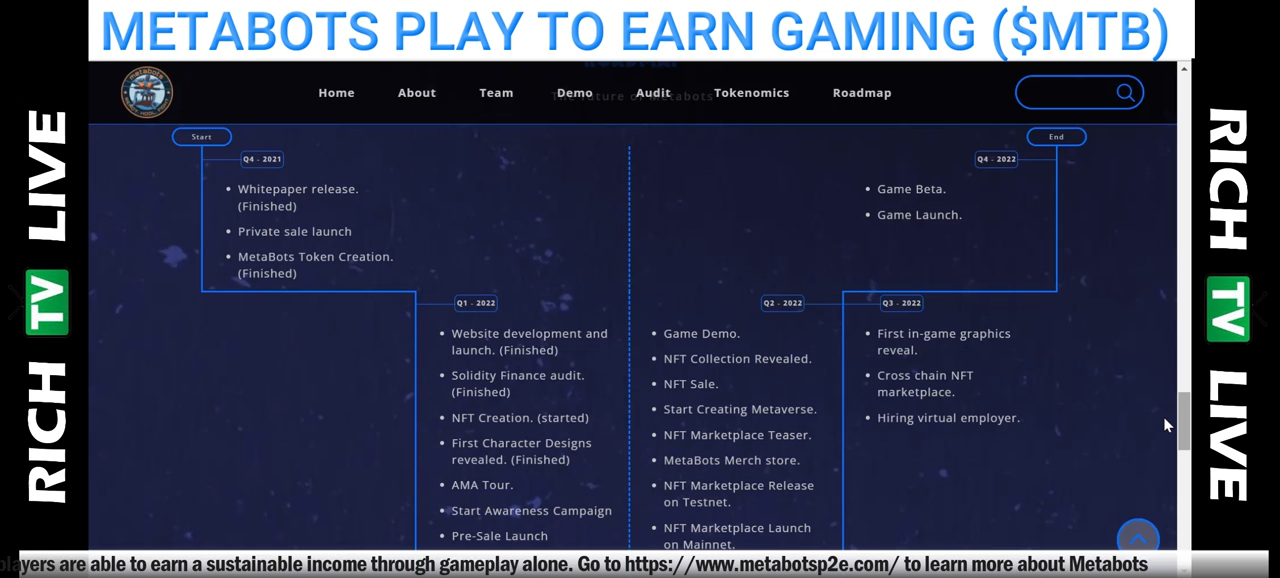 METABOTS PLAY TO EARN GAMING ($MTB)
ROADMAP
The future of Metabots
Home About Team Demo Audit Tokenomics Roadmap
Start
End
Q4 - 2021
Whitepaper release.
(Finished)
Private sale launch
MetaBots Token Creation.
(Finished)
Q1 - 2022
Website development and
launch. (Finished)
Solidity Finance audit.
(Finished)
NFT Creation. (started)
First Character Designs
revealed. (Finished)
AMA Tour.
Start Awareness Campaign
Pre-Sale Launch
Q2 - 2022
Game Demo.
NFT Collection Revealed.
NFT Sale.
Start Creating Metaverse.
NFT Marketplace Teaser.
MetaBots Merch store.
NFT Marketplace Release
on Testnet.
NFT Marketplace Launch
on Mainnet.
Q3 - 2022
First in-game graphics
reveal.
Cross chain NFT
marketplace.
Hiring virtual employer.
Q4 - 2022
Game Beta.
Game Launch.
RICH TV LIVE
RICH TV LIVE
players are able to earn a sustainable income through gameplay alone. Go to https://www.metabotsp2e.com/ to learn more about Metabots